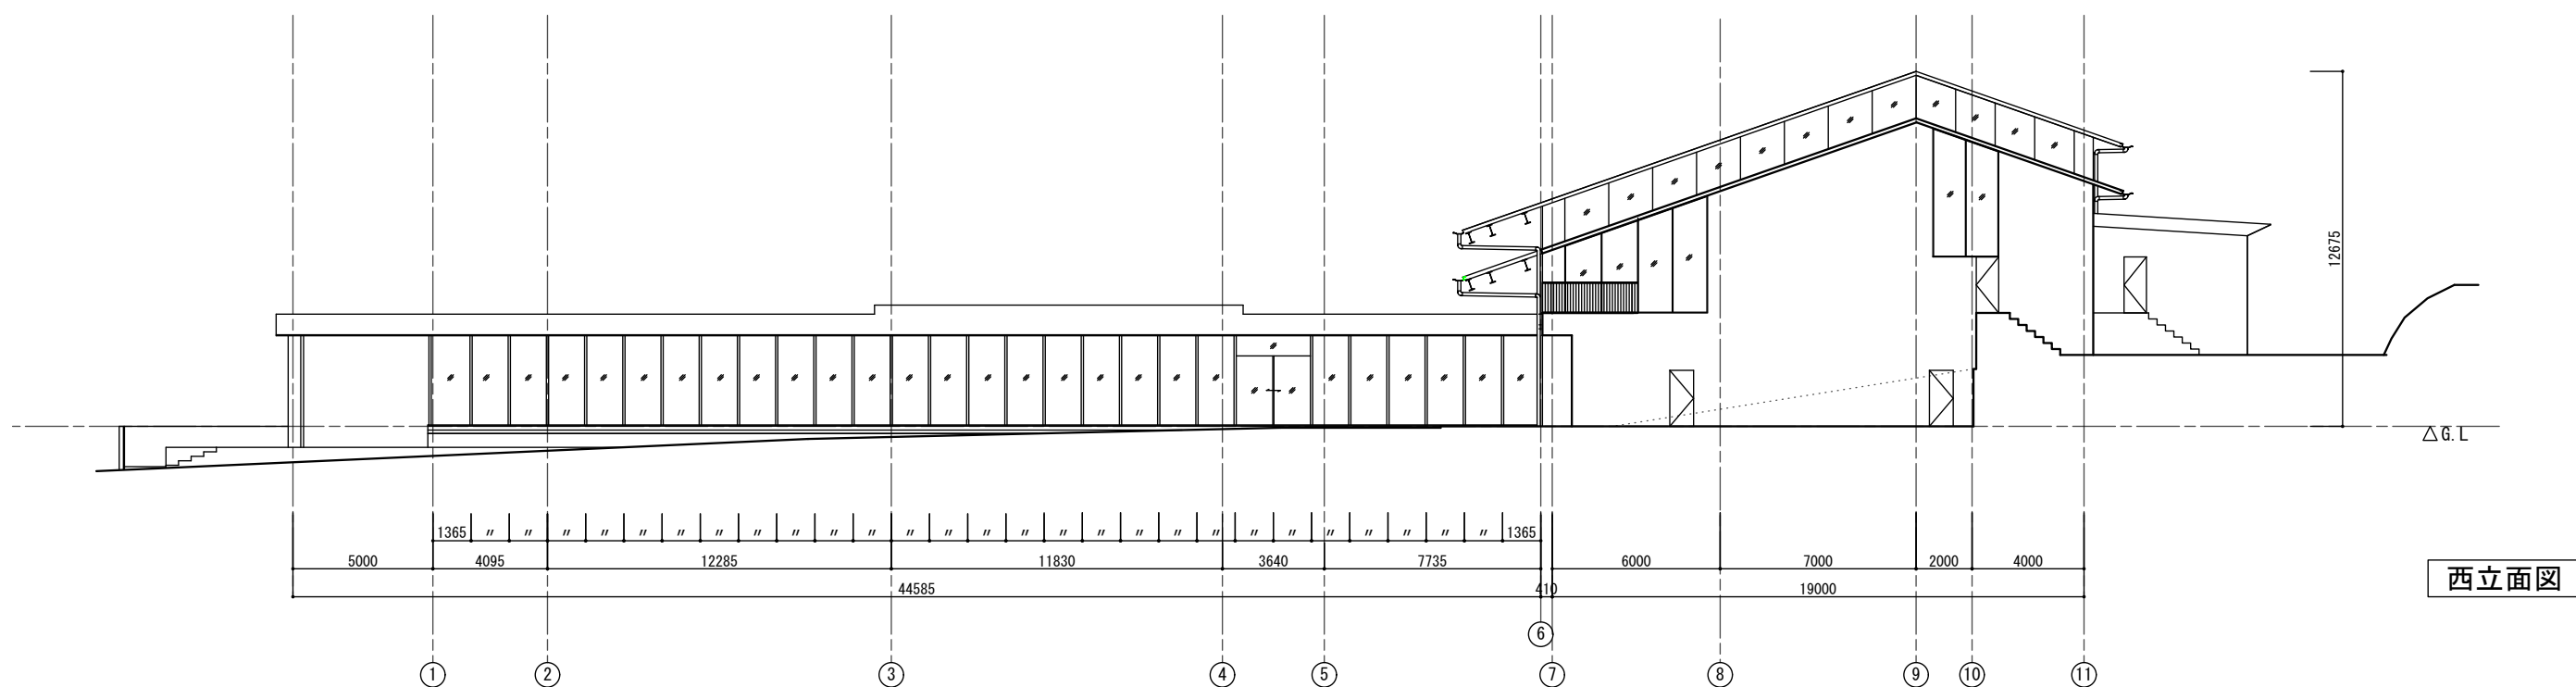 12675
△G.L
1365 〃 〃 〃 〃 〃 〃 〃 〃 〃 〃 〃 〃 〃 〃 〃 〃 〃 〃 〃 〃 〃 〃 〃 〃 〃 〃 〃 1365
5000 4095 12285 11830 3640 7735 6000 7000 2000 4000
44585 410 19000
西立面図
⑥
① ② ③ ④ ⑤ ⑦ ⑧ ⑨ ⑩ ⑪